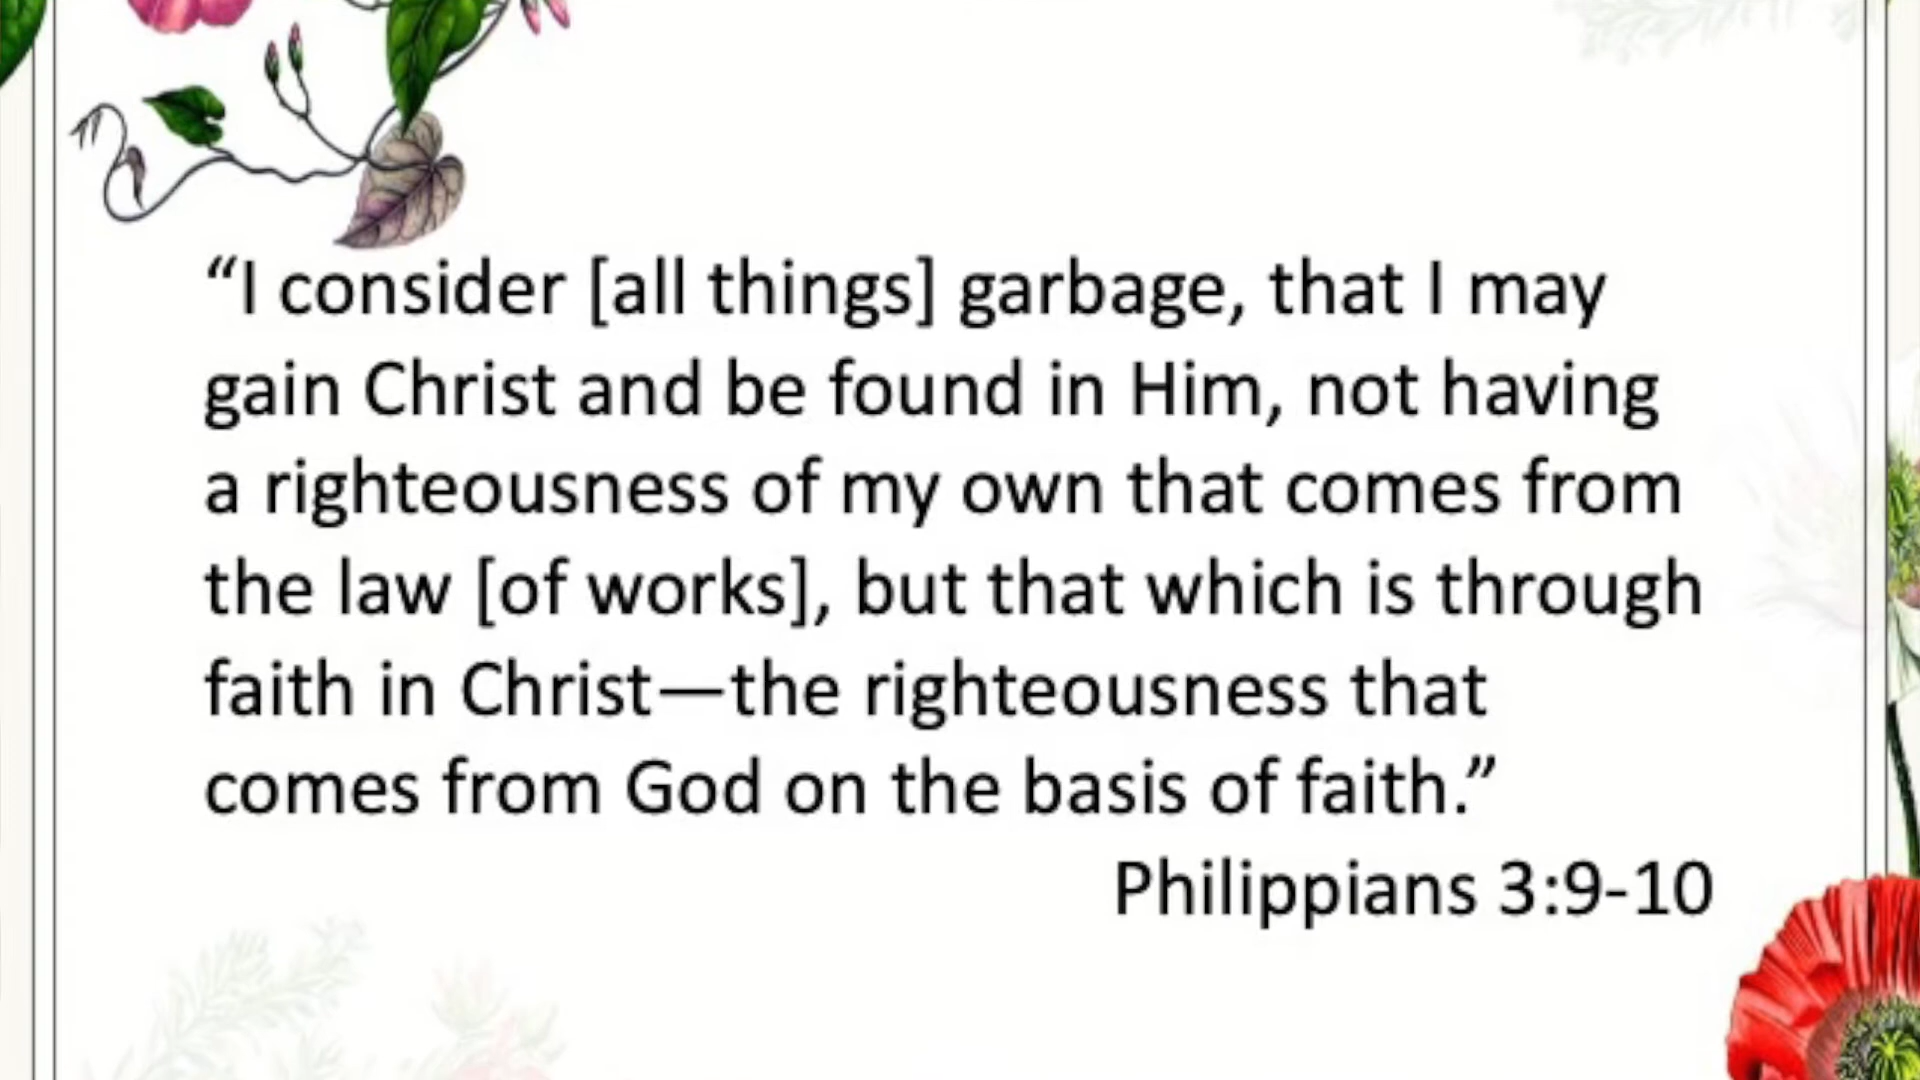 “I consider [all things] garbage, that I may
gain Christ and be found in Him, not having
a righteousness of my own that comes from
the law [of works], but that which is through
faith in Christ—the righteousness that
comes from God on the basis of faith.”
Philippians 3:9-10